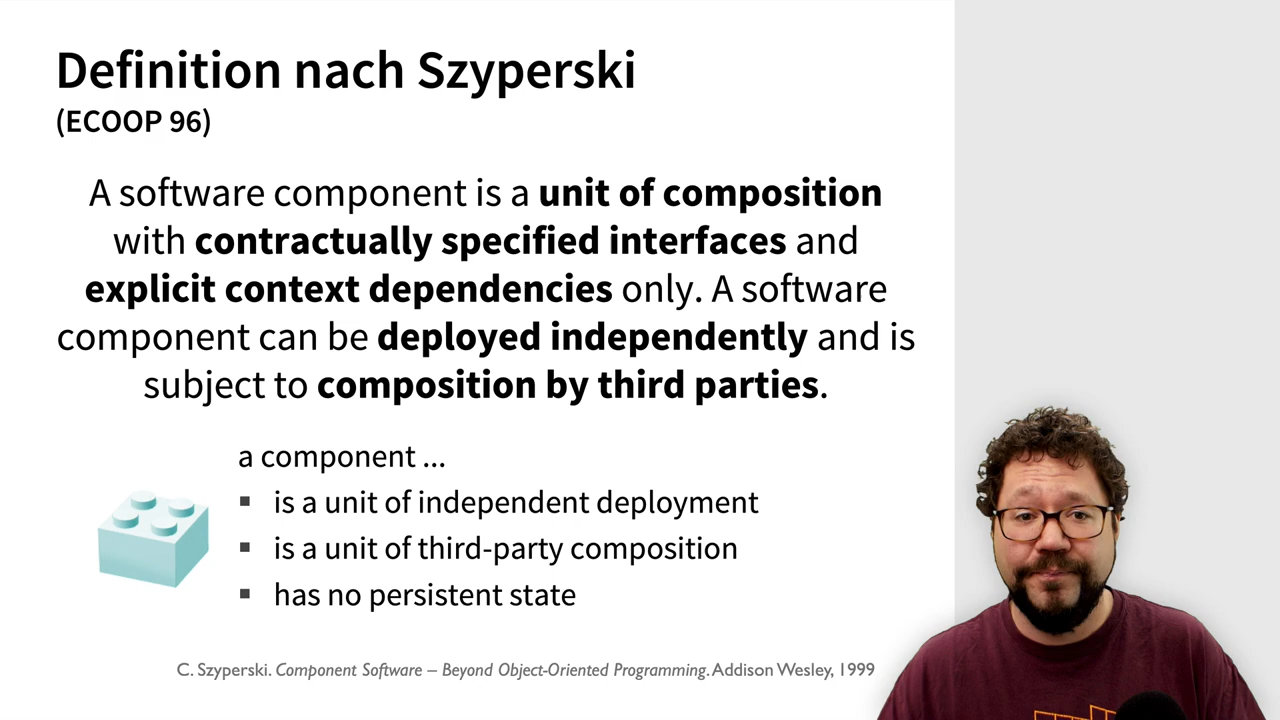 Definition nach Szyperski
(ECOOP 96)
A software component is a unit of composition
with contractually specified interfaces and
explicit context dependencies only. A software
component can be deployed independently and is
subject to composition by third parties.
a component ...
▪ is a unit of independent deployment
▪ is a unit of third-party composition
▪ has no persistent state
C. Szyperski. Component Software – Beyond Object-Oriented Programming. Addison Wesley, 1999